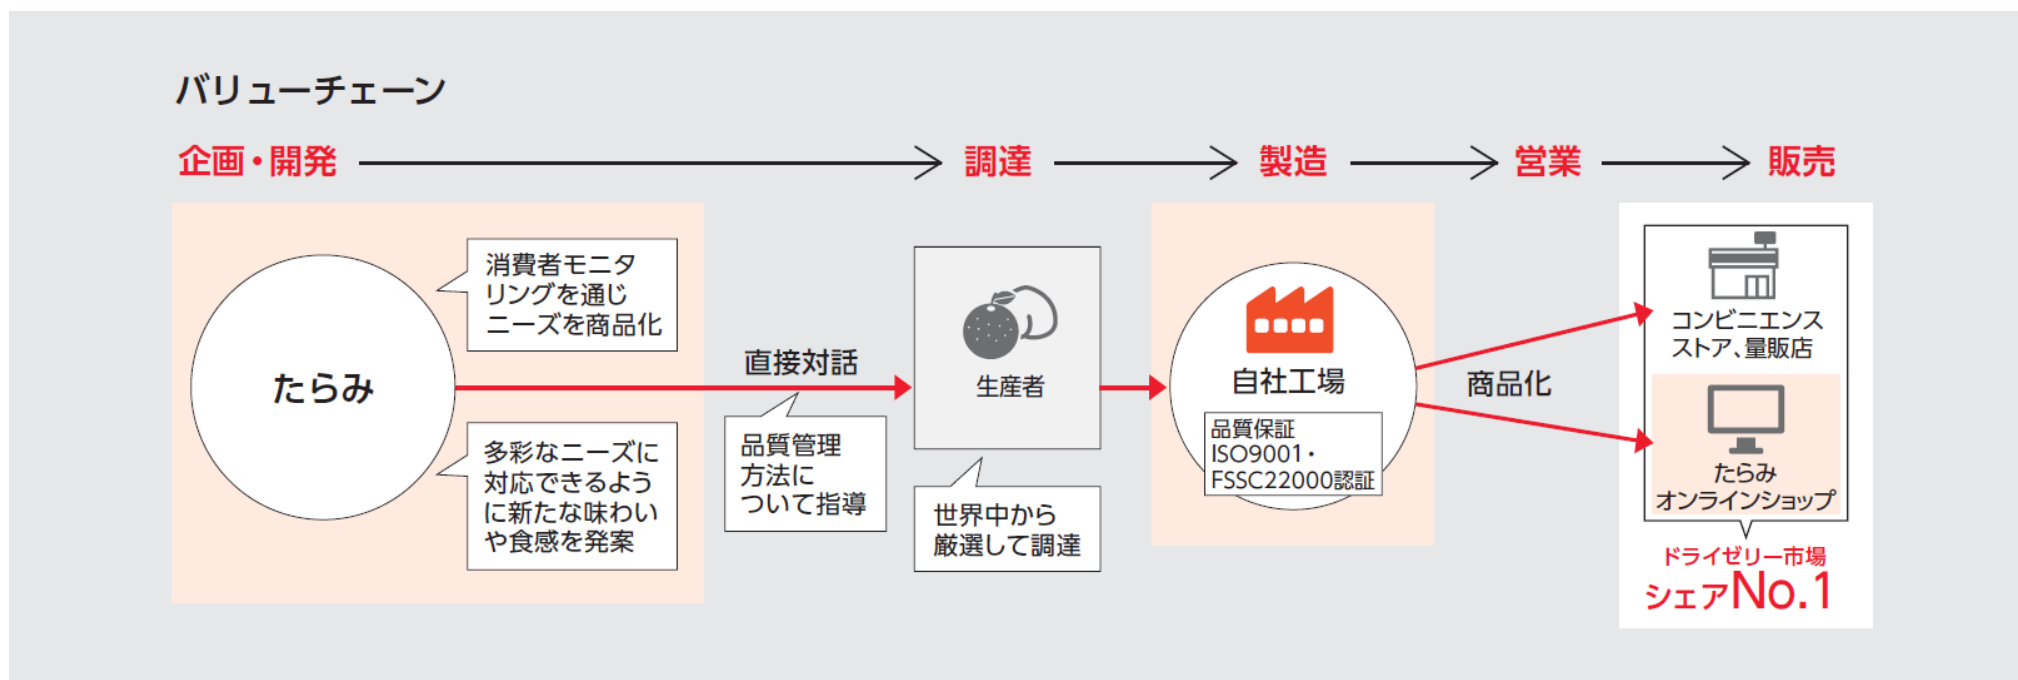 バリューチェーン
企画・開発
調達
製造
営業
販売
たらみ
消費者モニタ
リングを通じ
ニーズを商品化
多彩なニーズに
対応できるよう
に新たな味わい
や食感を発案
直接対話
品質管理
方法に
ついて指導
生産者
世界中から
厳選して調達
自社工場
品質保証
ISO9001・
FSSC22000認証
商品化
コンビニエンス
ストア、量販店
たらみ
オンラインショップ
ドライゼリー市場
シェアNo.1